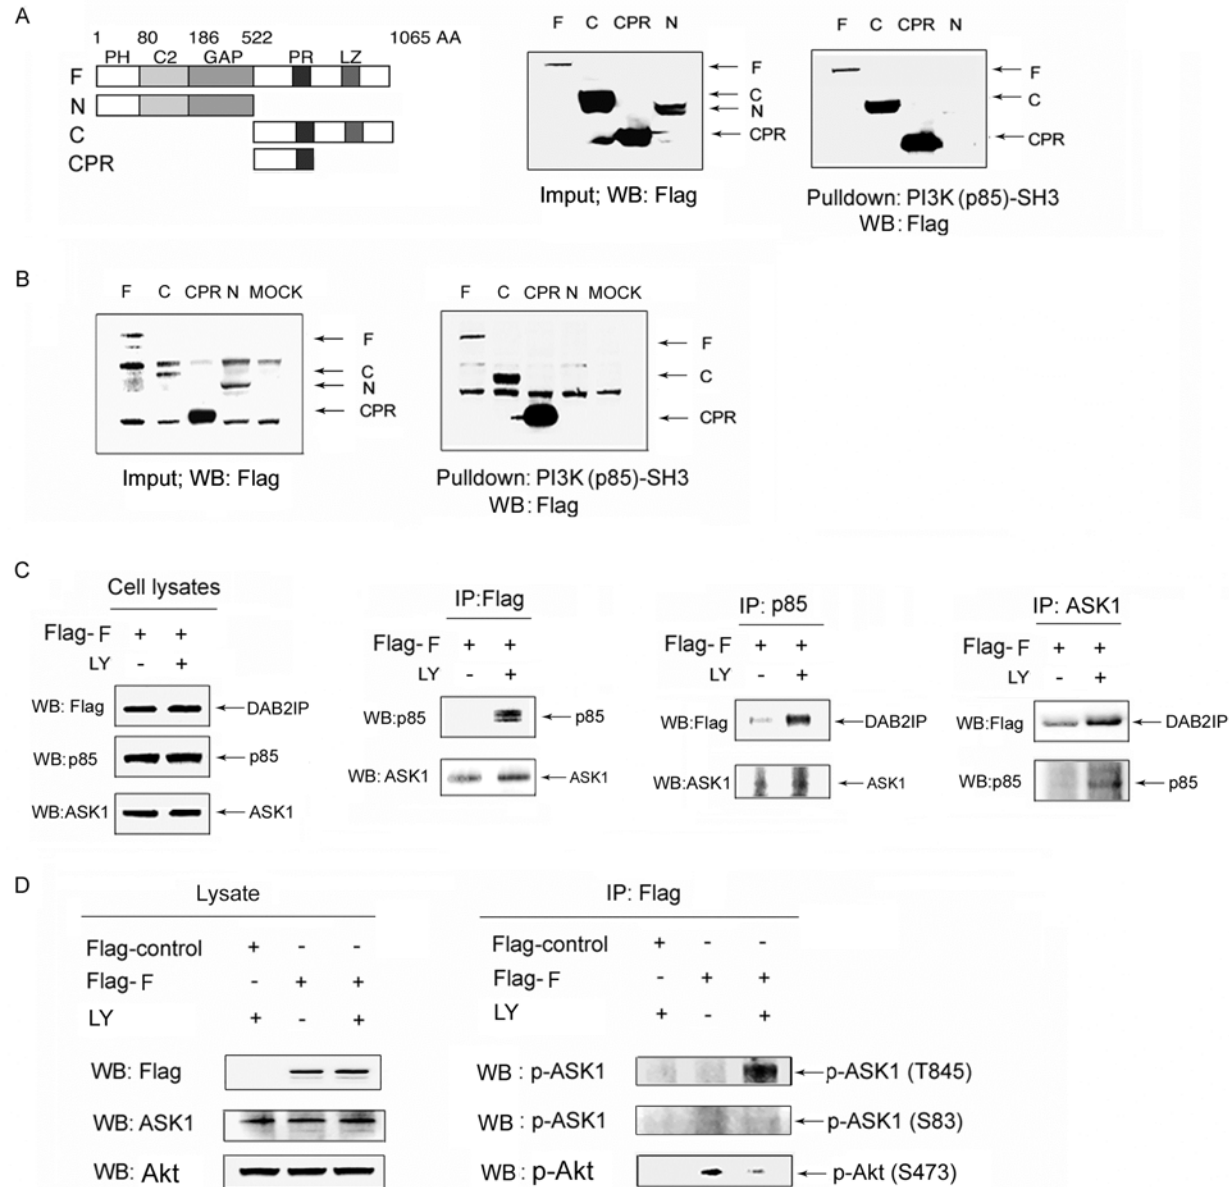 A
1 80 186 522 1065 AA
PH C2 GAP PR LZ
F
N
C
CPR
F C CPR N
F
C
N
CPR
Imput; WB: Flag
F C CPR N
F
C
CPR
Pulldown: PI3K (p85)-SH3
WB: Flag
B
F C CPR N MOCK
F
C
N
CPR
Imput; WB: Flag
F C CPR N MOCK
F
C
CPR
Pulldown: PI3K (p85)-SH3
WB: Flag
C
Cell lysates
Flag- F + +
LY - +
WB: Flag DAB2IP
WB:p85 p85
WB:ASK1 ASK1
IP:Flag
Flag- F + +
LY - +
WB:p85 p85
WB: ASK1 ASK1
IP: p85
Flag- F + +
LY - +
WB:Flag DAB2IP
WB:ASK1 ASK1
IP: ASK1
Flag- F + +
LY - +
WB:Flag DAB2IP
WB:p85 p85
D
Lysate
Flag-control + - -
Flag- F - + +
LY + - +
WB: Flag
WB: ASK1
WB: Akt
IP: Flag
Flag-control + - -
Flag- F - + +
LY + - +
WB : p-ASK1 p-ASK1 (T845)
WB : p-ASK1 p-ASK1 (S83)
WB : p-Akt p-Akt (S473)